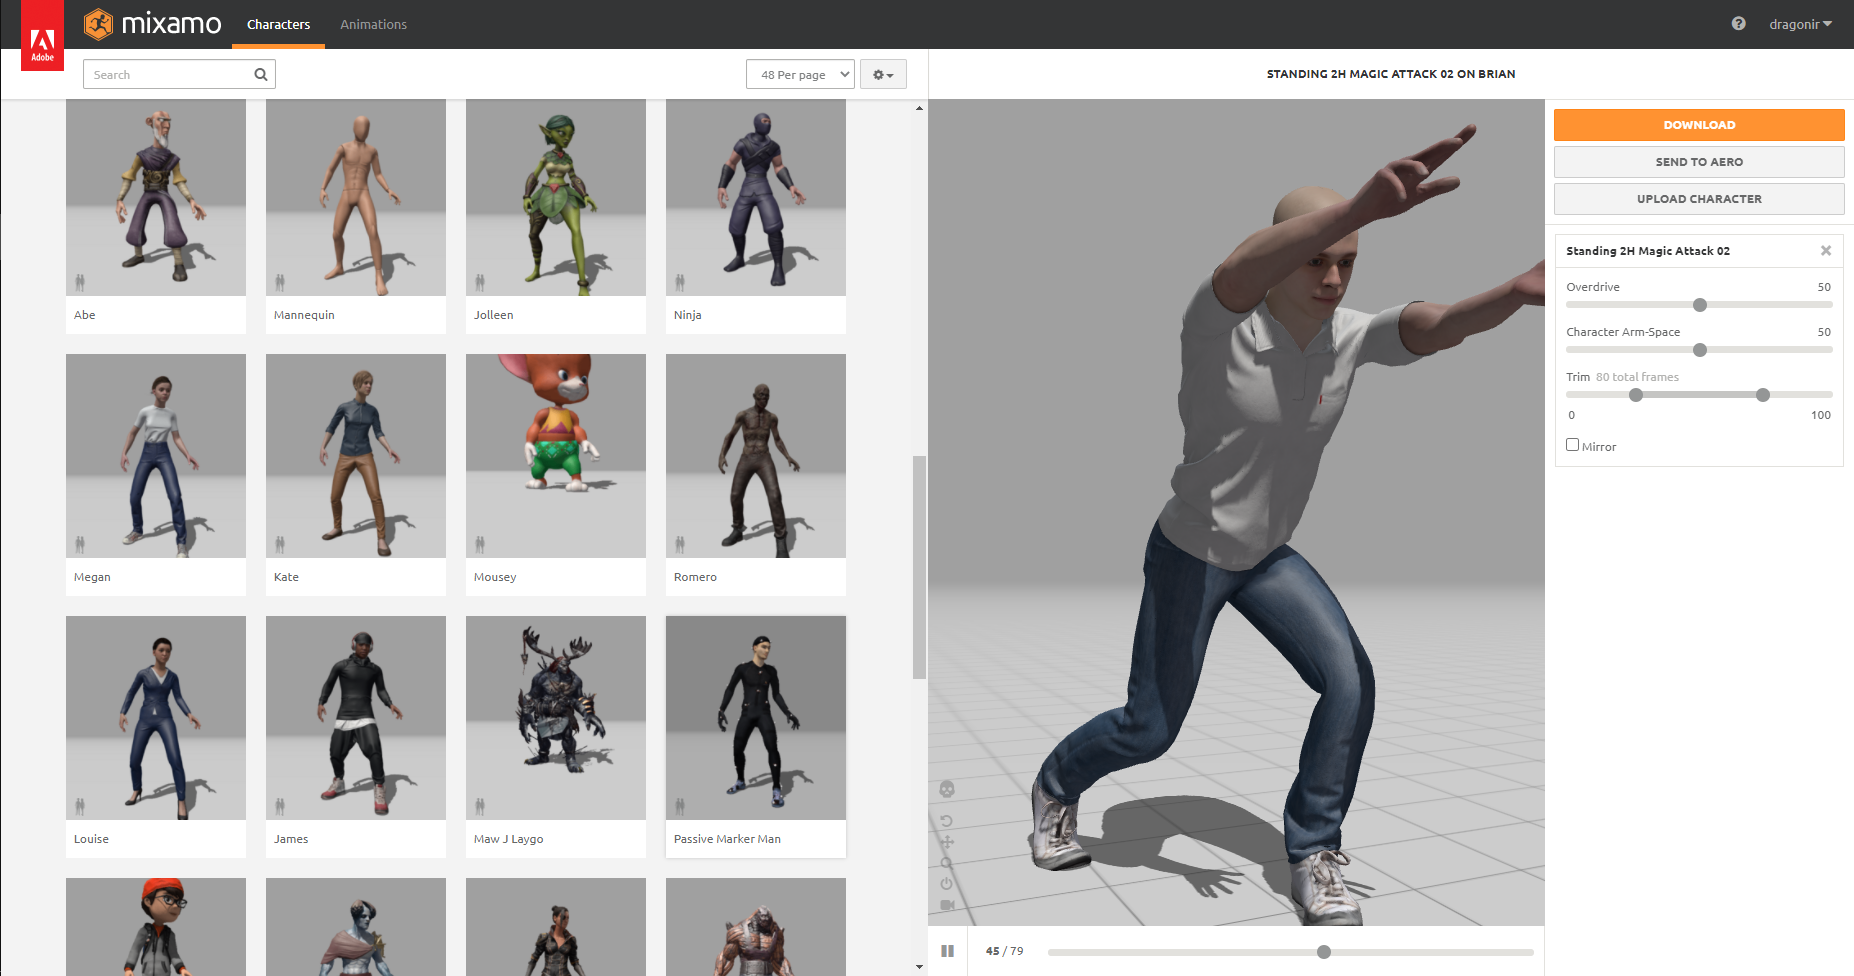 Adobe
mixamo
Characters
Animations
dragonir
Search
48 Per page
STANDING 2H MAGIC ATTACK 02 ON BRIAN
Abe
Mannequin
Jolleen
Ninja
Megan
Kate
Mousey
Romero
Louise
James
Maw J Laygo
Passive Marker Man
45 / 79
DOWNLOAD
SEND TO AERO
UPLOAD CHARACTER
Standing 2H Magic Attack 02
Overdrive 50
Character Arm-Space 50
Trim 80 total frames
0 100
Mirror